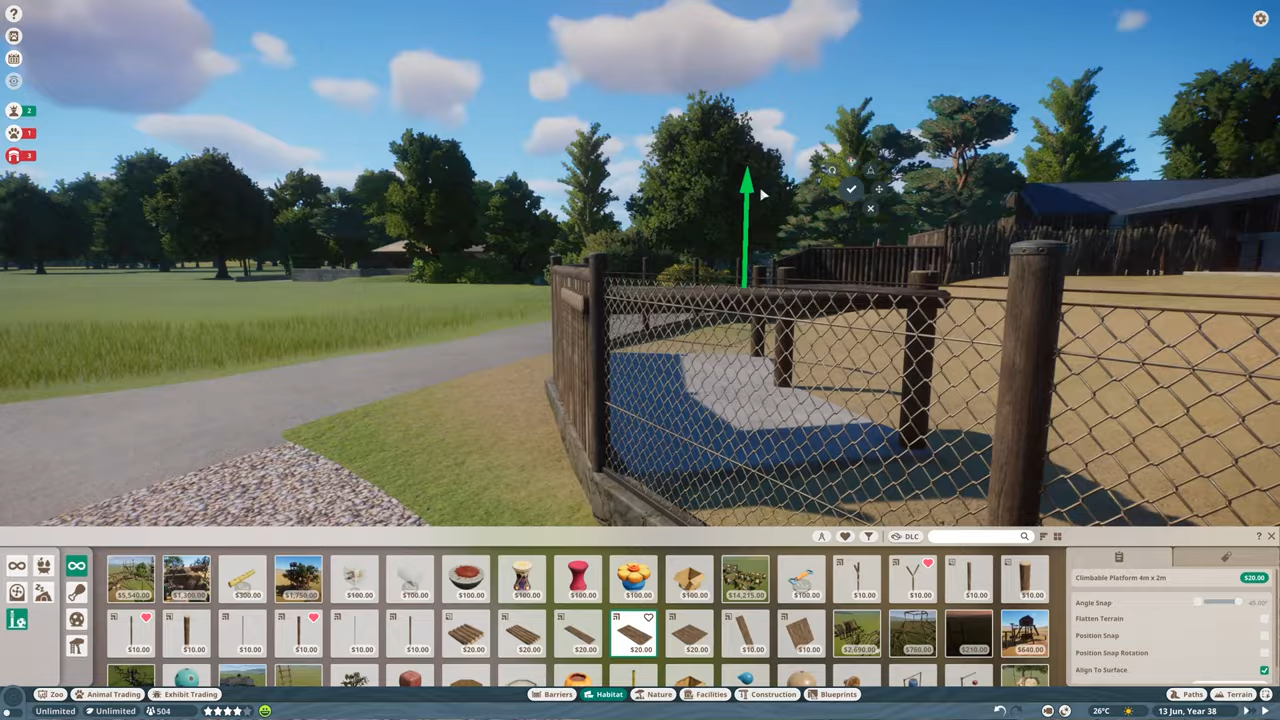 ?
2
1
3
DLC
?
$5,540.00
$1,300.00
$300.00
$1,750.00
$100.00
$100.00
$100.00
$100.00
$100.00
$100.00
$100.00
$14,215.00
$100.00
$10.00
$10.00
$10.00
$10.00
$10.00
$10.00
$10.00
$10.00
$10.00
$10.00
$20.00
$20.00
$20.00
$20.00
$20.00
$10.00
$10.00
$2,690.00
$760.00
$210.00
$640.00
Climbable Platform 4m x 2m
$20.00
Angle Snap
45.00°
Flatten Terrain
Position Snap
Position Snap Rotation
Align To Surface
Zoo
Animal Trading
Exhibit Trading
Barriers
Habitat
Nature
Facilities
Construction
Blueprints
Paths
Terrain
Unlimited
Unlimited
504
26°C
13 Jun, Year 38